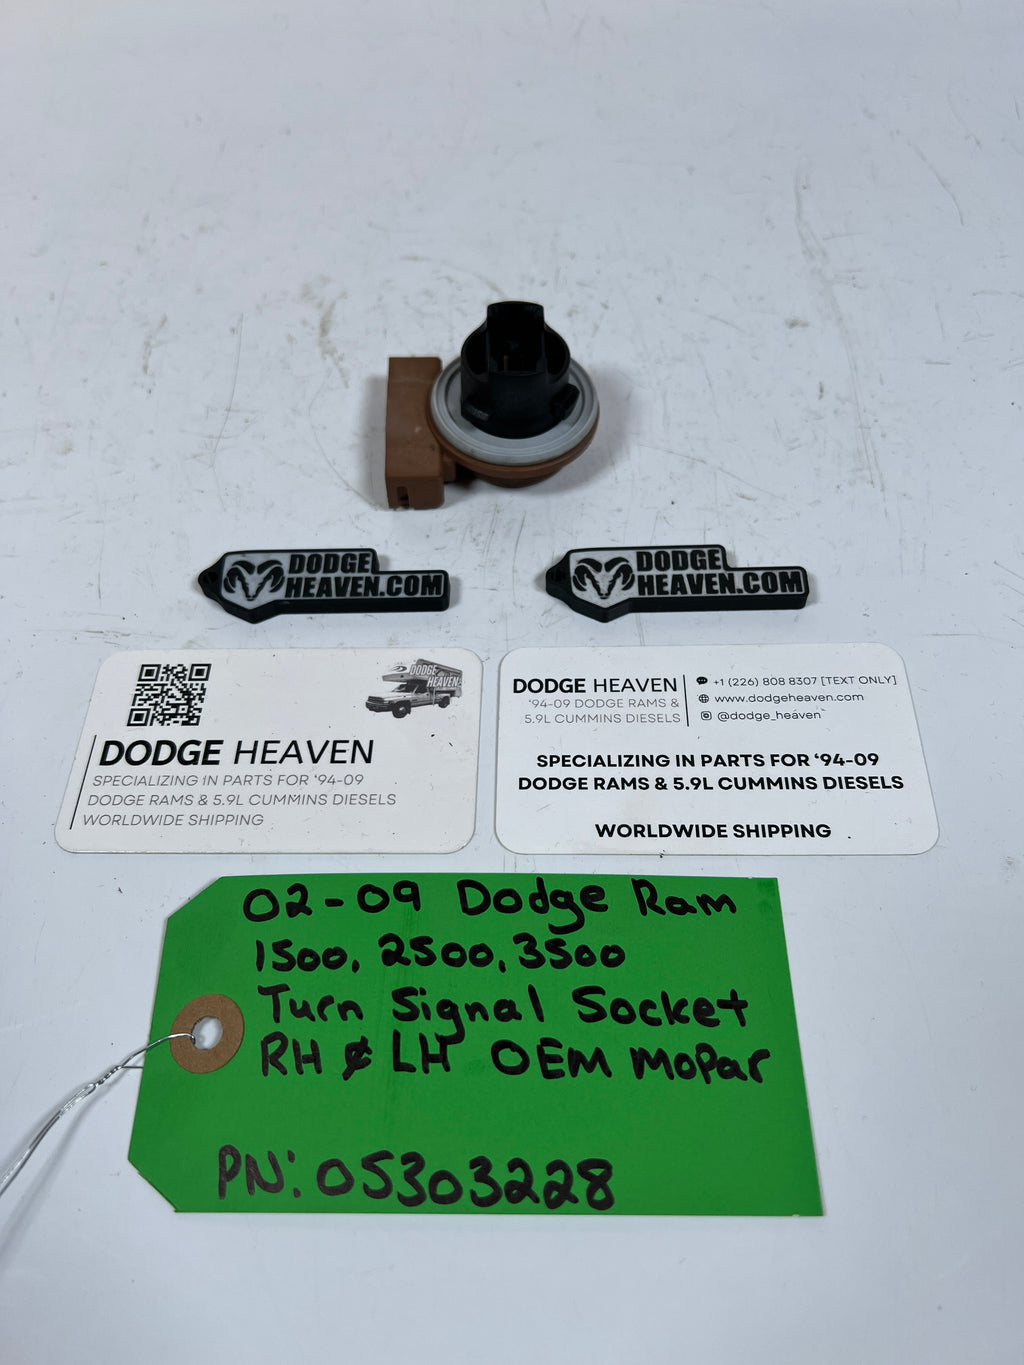 DODGE
HEAVEN.COM
DODGE
HEAVEN.COM
DODGE
HEAVEN
DODGE HEAVEN
SPECIALIZING IN PARTS FOR ‘94-09
DODGE RAMS & 5.9L CUMMINS DIESELS
WORLDWIDE SHIPPING
DODGE HEAVEN
‘94-09 DODGE RAMS &
5.9L CUMMINS DIESELS
+1 (226) 808 8307 [TEXT ONLY]
www.dodgeheaven.com
@dodge_heaven
SPECIALIZING IN PARTS FOR ‘94-09
DODGE RAMS & 5.9L CUMMINS DIESELS
WORLDWIDE SHIPPING
02-09 Dodge Ram
1500, 2500, 3500
Turn Signal Socket
RH & LH OEM Mopar
PN: 05303228